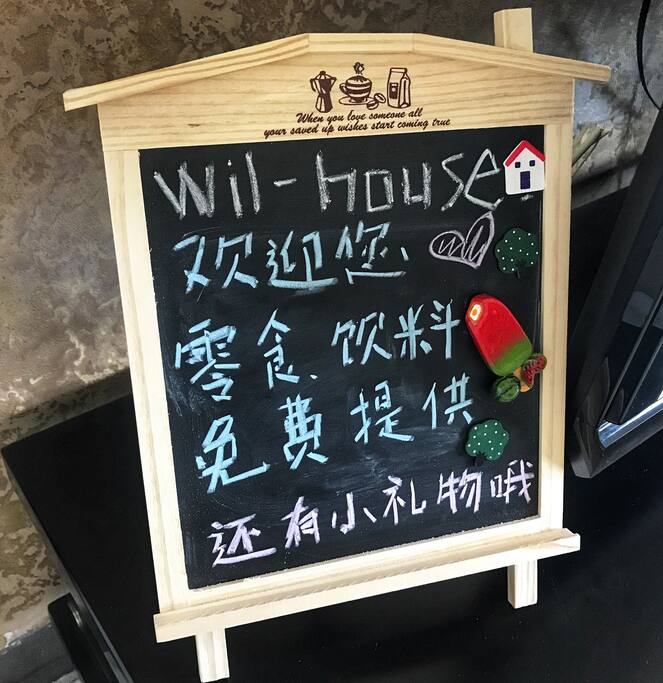 When you love someone all
your saved up wishes start coming true
Wil-house
欢迎您
零食、饮料
免费提供
还有小礼物哦